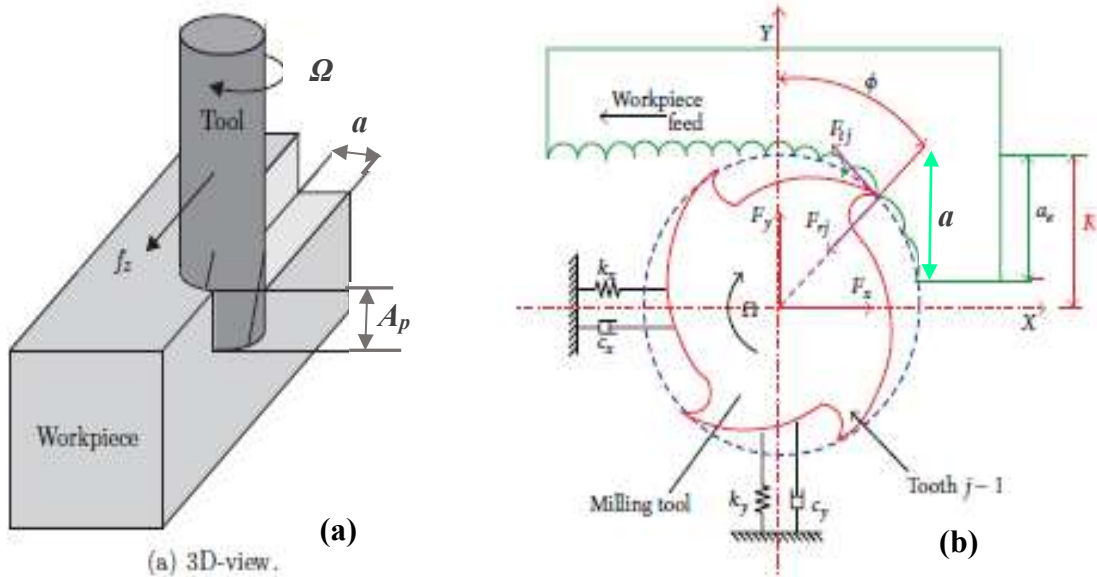 Ω
a
Tool
f_z
A_p
Workpiece
(a)
(a) 3D-view.
Y
ϕ
Workpiece
feed
F_tj
a
a_e
F_y
F_rj
k_x
F_x
Ω
X
c_x
Milling tool
k_y
c_y
Tooth j − 1
(b)